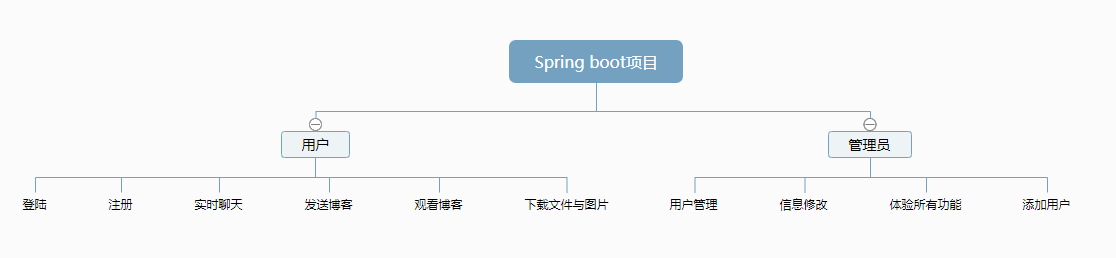 Spring boot项目
用户
管理员
登陆
注册
实时聊天
发送博客
观看博客
下载文件与图片
用户管理
信息修改
体验所有功能
添加用户